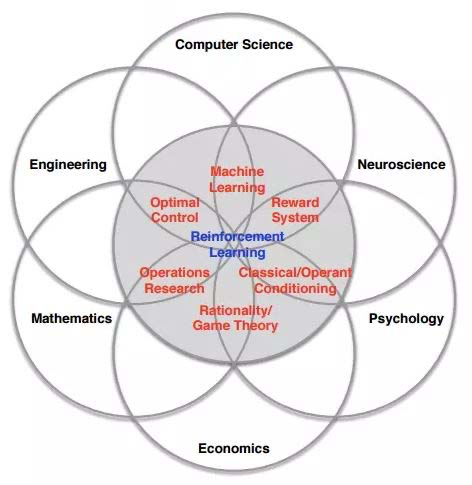 Computer Science
Engineering
Neuroscience
Machine
Learning
Optimal
Control
Reward
System
Reinforcement
Learning
Operations
Research
Classical/Operant
Conditioning
Rationality/
Game Theory
Mathematics
Psychology
Economics